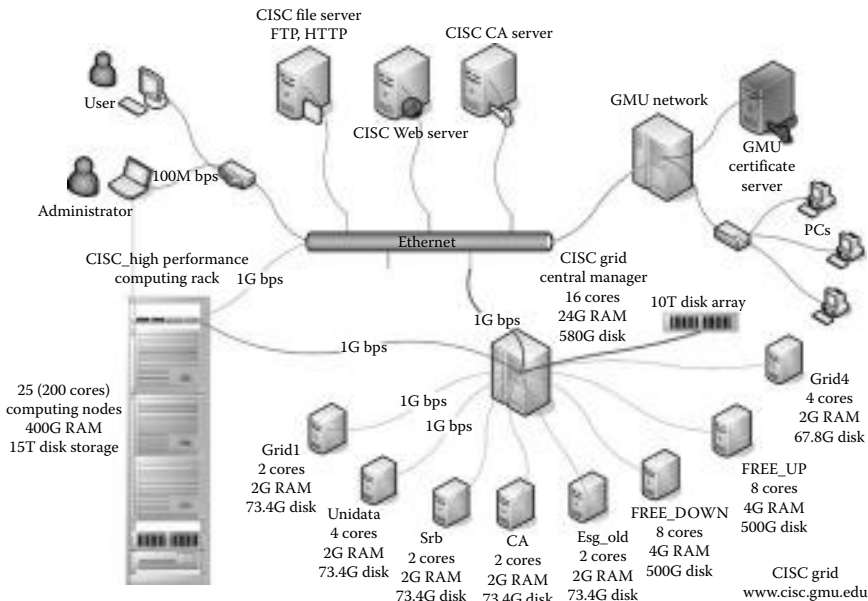 CISC file server
FTP, HTTP
CISC CA server
User
CISC Web server
GMU network
GMU
certificate
server
100M bps
Administrator
Ethernet
PCs
CISC_high performance
computing rack
1G bps
CISC grid
central manager
16 cores
24G RAM
580G disk
10T disk array
1G bps
1G bps
25 (200 cores)
computing nodes
400G RAM
15T disk storage
1G bps
1G bps
Grid4
4 cores
2G RAM
67.8G disk
Grid1
2 cores
2G RAM
73.4G disk
FREE_UP
8 cores
4G RAM
500G disk
Unidata
4 cores
2G RAM
73.4G disk
Srb
2 cores
2G RAM
73.4G disk
CA
2 cores
2G RAM
73.4G disk
Esg_old
2 cores
2G RAM
73.4G disk
FREE_DOWN
8 cores
4G RAM
500G disk
CISC grid
www.cisc.gmu.edu